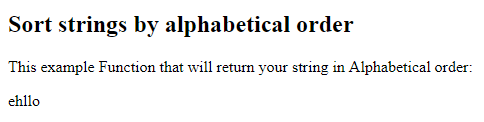 Sort strings by alphabetical order
This example Function that will return your string in Alphabetical order:
ehllo